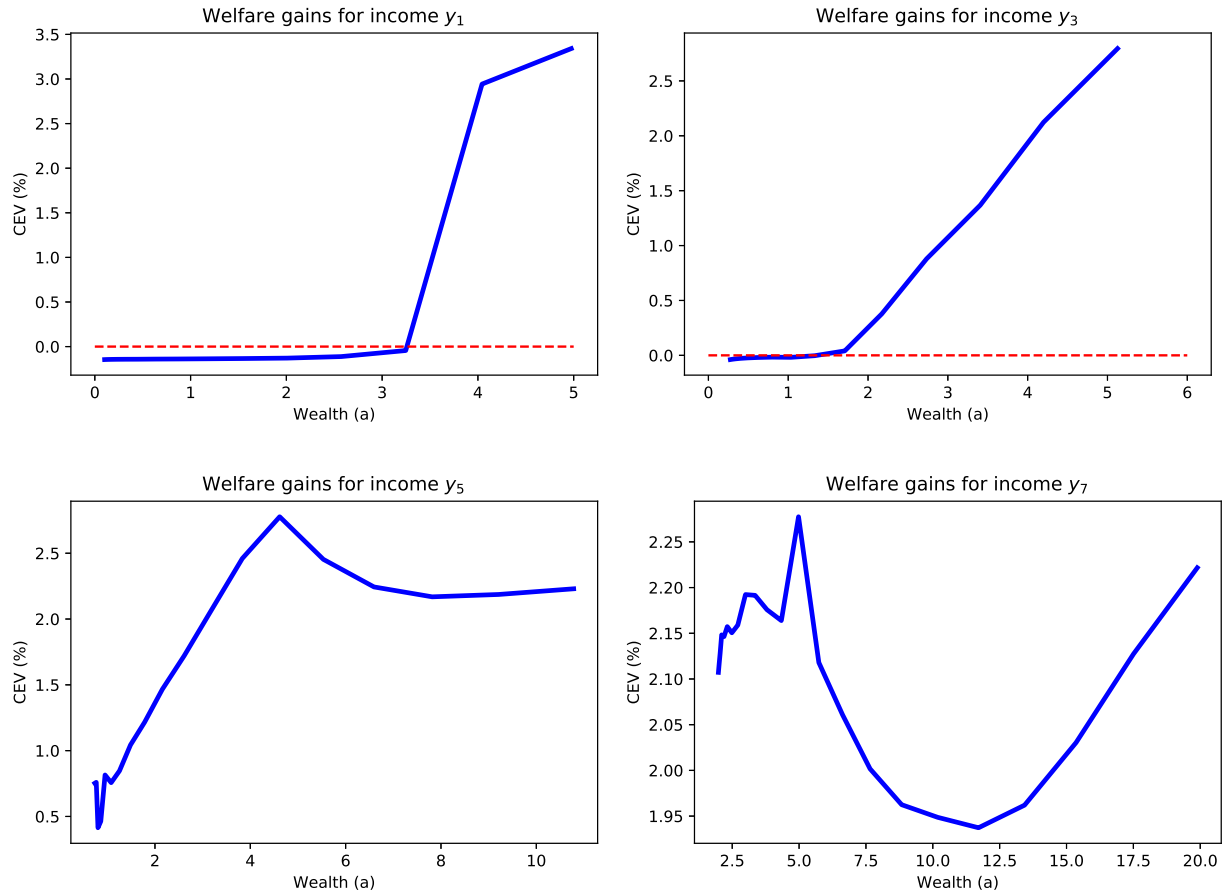 Welfare gains for income y1
3.5
3.0
2.5
2.0
1.5
1.0
0.5
0.0
CEV (%)
0 1 2 3 4 5
Wealth (a)
Welfare gains for income y3
2.5
2.0
1.5
1.0
0.5
0.0
CEV (%)
0 1 2 3 4 5 6
Wealth (a)
Welfare gains for income y5
2.5
2.0
1.5
1.0
0.5
CEV (%)
2 4 6 8 10
Wealth (a)
Welfare gains for income y7
2.25
2.20
2.15
2.10
2.05
2.00
1.95
CEV (%)
2.5 5.0 7.5 10.0 12.5 15.0 17.5 20.0
Wealth (a)